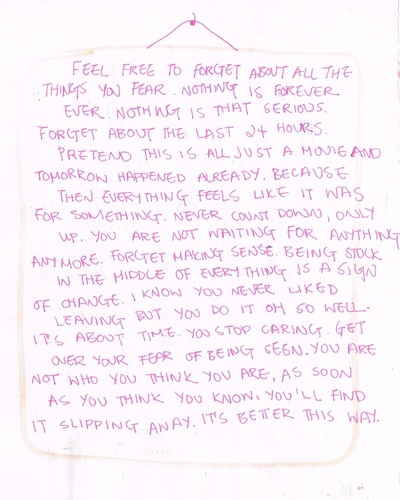 FEEL FREE TO FORGET ABOUT ALL THE
THINGS YOU FEAR. NOTHING IS FOREVER
EVER. NOTHING IS THAT SERIOUS.
FORGET ABOUT THE LAST 24 HOURS.
PRETEND THIS IS ALL JUST A MOVIE AND
TOMORROW HAPPENED ALREADY. BECAUSE
THEN EVERYTHING FEELS LIKE IT WAS
FOR SOMETHING. NEVER COUNT DOWN, ONLY
UP. YOU ARE NOT WAITING FOR ANYTHING
ANYMORE. FORGET MAKING SENSE. BEING STUCK
IN THE MIDDLE OF EVERYTHING IS A SIGN
OF CHANGE. I KNOW YOU NEVER LIKED
LEAVING BUT YOU DO IT OH SO WELL.
IT'S ABOUT TIME YOU STOP CARING. GET
OVER YOUR FEAR OF BEING SEEN. YOU ARE
NOT WHO YOU THINK YOU ARE, AS SOON
AS YOU THINK YOU KNOW, YOU'LL FIND
IT SLIPPING AWAY. IT'S BETTER THIS WAY.